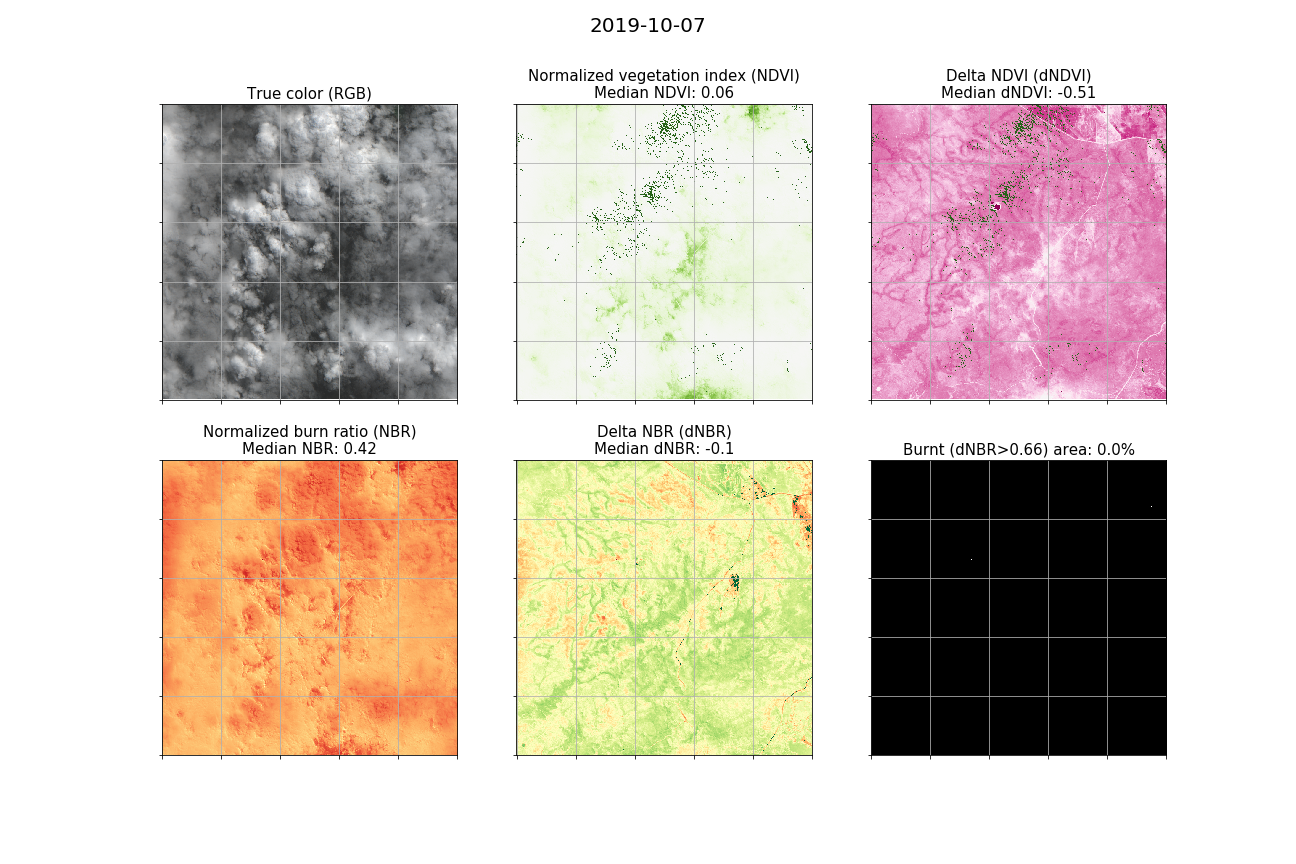 2019-10-07
True color (RGB)
Normalized vegetation index (NDVI)
Median NDVI: 0.06
Delta NDVI (dNDVI)
Median dNDVI: -0.51
Normalized burn ratio (NBR)
Median NBR: 0.42
Delta NBR (dNBR)
Median dNBR: -0.1
Burnt (dNBR>0.66) area: 0.0%